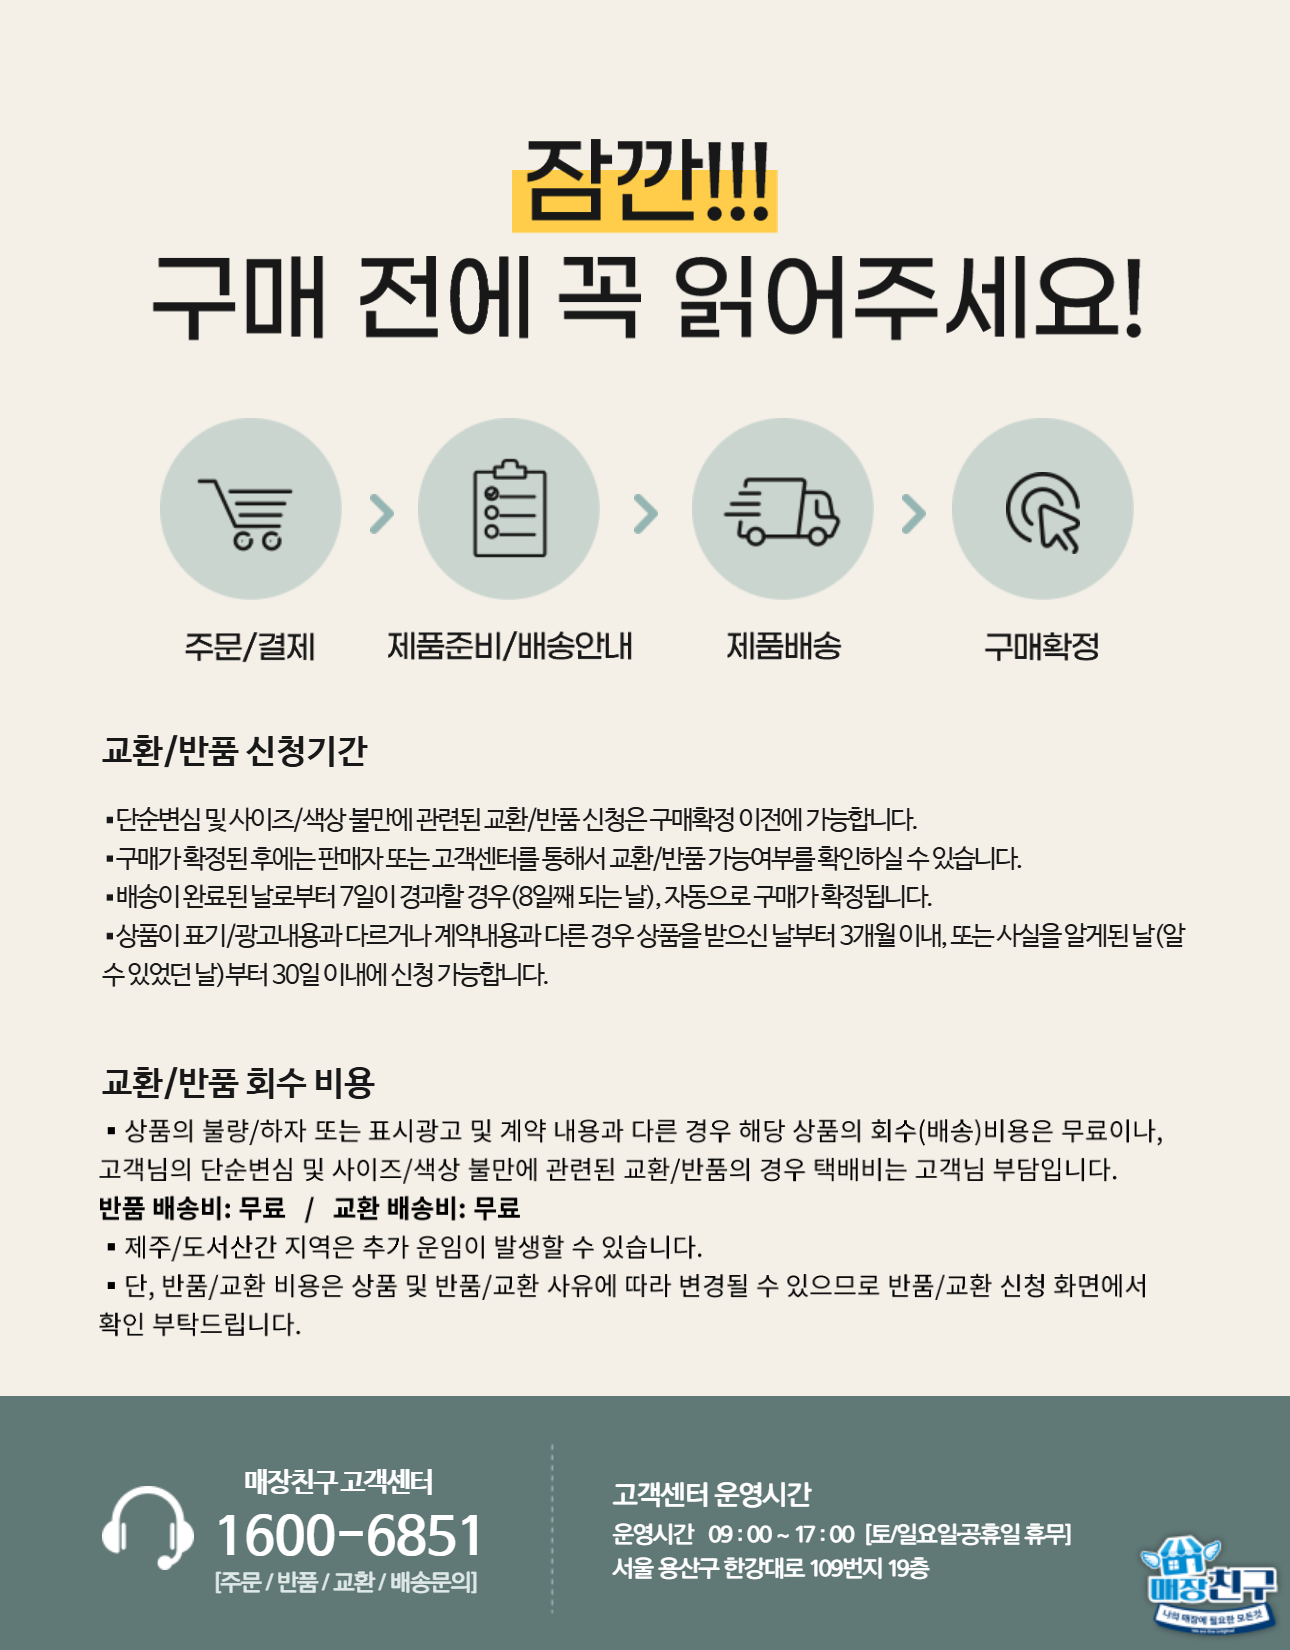 잠깐!!!
구매 전에 꼭 읽어주세요!
주문/결제
제품준비/배송안내
제품배송
구매확정
교환/반품 신청기간
▪단순변심 및 사이즈/색상 불만에 관련된 교환/반품 신청은 구매확정 이전에 가능합니다.
▪구매가 확정된 후에는 판매자 또는 고객센터를 통해서 교환/반품 가능여부를 확인하실 수 있습니다.
▪배송이 완료된 날로부터 7일이 경과할 경우(8일째 되는 날), 자동으로 구매가 확정됩니다.
▪상품이 표기/광고내용과 다르거나 계약내용과 다른 경우 상품을 받으신 날부터 3개월 이내, 또는 사실을 알게된 날(알
수 있었던 날)부터 30일 이내에 신청 가능합니다.
교환/반품 회수 비용
▪ 상품의 불량/하자 또는 표시광고 및 계약 내용과 다른 경우 해당 상품의 회수(배송)비용은 무료이나,
고객님의 단순변심 및 사이즈/색상 불만에 관련된 교환/반품의 경우 택배비는 고객님 부담입니다.
반품 배송비: 무료 / 교환 배송비: 무료
▪ 제주/도서산간 지역은 추가 운임이 발생할 수 있습니다.
▪ 단, 반품/교환 비용은 상품 및 반품/교환 사유에 따라 변경될 수 있으므로 반품/교환 신청 화면에서
확인 부탁드립니다.
매장친구 고객센터
1600-6851
[주문 / 반품 / 교환 / 배송문의]
고객센터 운영시간
운영시간 09 : 00 ~ 17 : 00 [토/일요일·공휴일 휴무]
서울 용산구 한강대로 109번지 19층
매장친구
나의 매장에 필요한 모든것